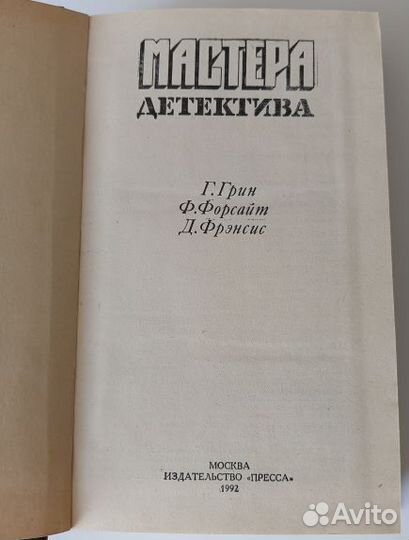 МАСТЕРА
ДЕТЕКТИВА
Г. Грин
Ф. Форсайт
Д. Фрэнсис
МОСКВА
ИЗДАТЕЛЬСТВО «ПРЕССА»
1992
Avito